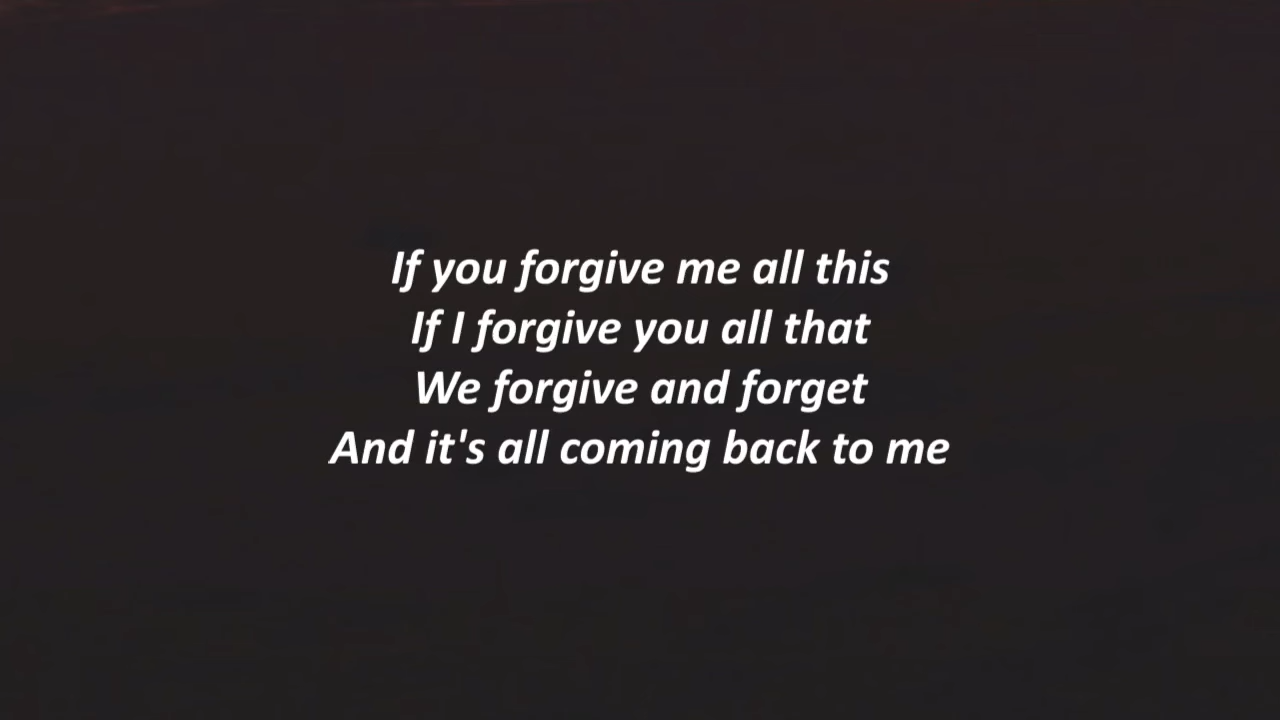 If you forgive me all this
If I forgive you all that
We forgive and forget
And it's all coming back to me